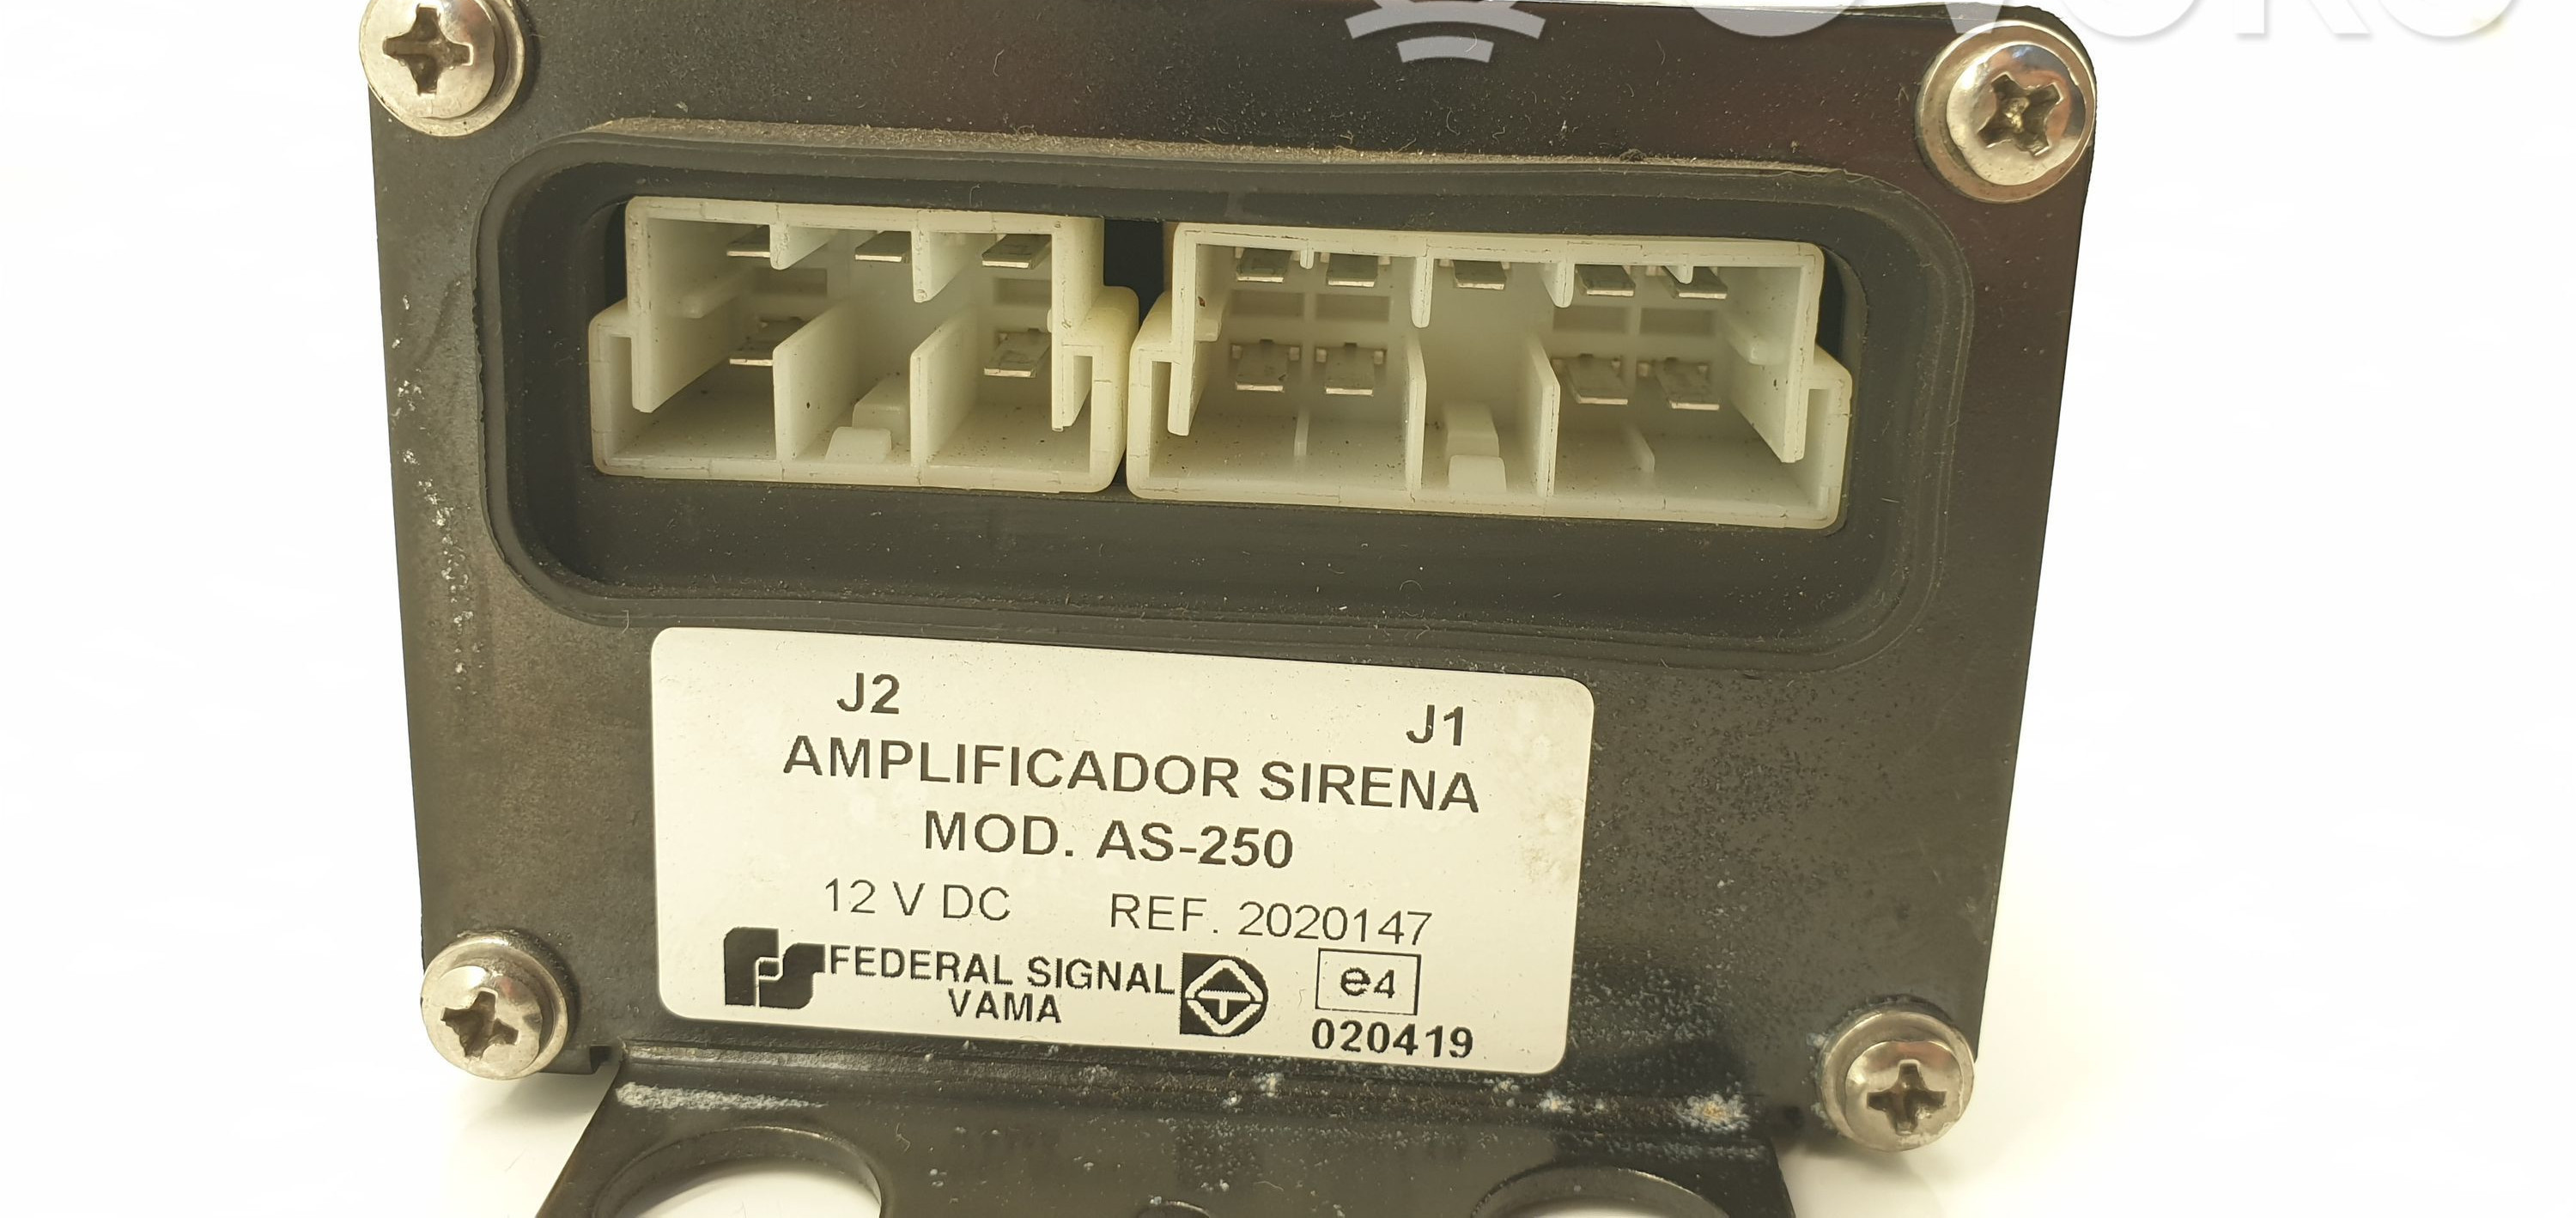 J2 J1
AMPLIFICADOR SIRENA
MOD. AS-250
12 V DC REF. 2020147
FEDERAL SIGNAL
VAMA
e4
020419